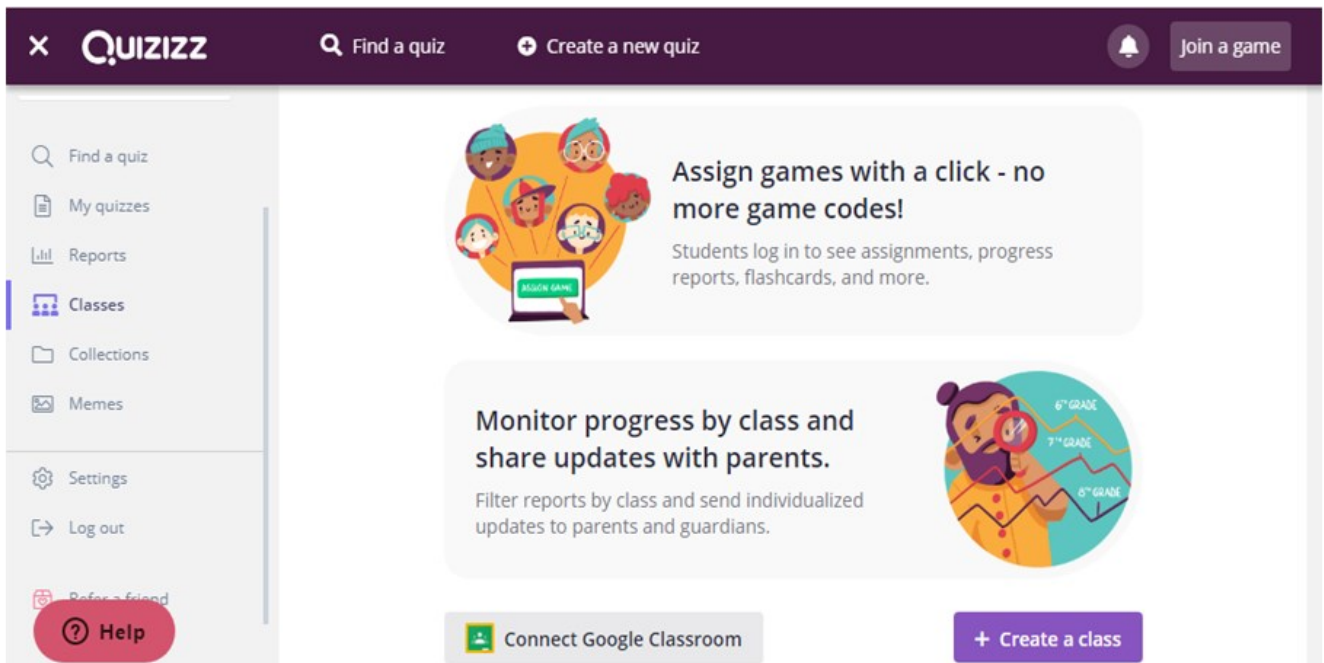 QUIZIZZ
Find a quiz
Create a new quiz
Join a game
Find a quiz
My quizzes
Reports
Classes
Collections
Memes
Settings
Log out
Refer a friend
Help
Assign games with a click - no
more game codes!
Students log in to see assignments, progress
reports, flashcards, and more.
ASSIGN GAME
Monitor progress by class and
share updates with parents.
Filter reports by class and send individualized
updates to parents and guardians.
6TH GRADE
7TH GRADE
8TH GRADE
Connect Google Classroom
+ Create a class